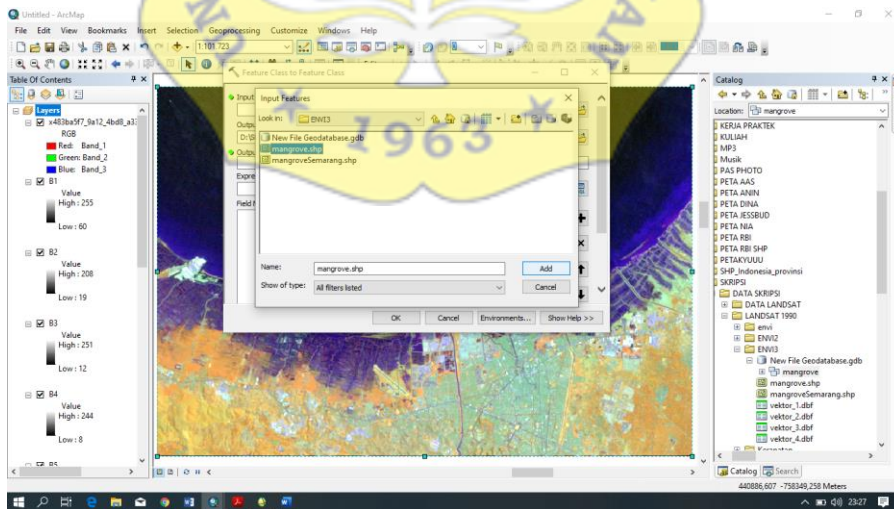 Untitled - ArcMap
File Edit View Bookmarks Insert Selection Geoprocessing Customize Windows Help
1:101.723
Table Of Contents
Layers
RGB
Red: Band_1
Green: Band_2
Blue: Band_3
B1
Value
High : 255
Low : 60
B2
Value
High : 208
Low : 19
B3
Value
High : 251
Low : 12
B4
Value
High : 244
Low : 8
B5
Feature Class to Feature Class
Input
Outpu
D:\S
Outpu
Expre
Field M
OK Cancel Environments... Show Help >>
Input Features
Look in: ENVI3
New File Geodatabase.gdb
mangrove.shp
mangroveSemarang.shp
Name: mangrove.shp Add
Show of type: All filters listed Cancel
1963
Catalog
Location: mangrove
KERJA PRAKTEK
KULIAH
MP3
Musik
PAS PHOTO
PETA AAS
PETA ANIN
PETA DINA
PETA JESSBUD
PETA NIA
PETA RBI
PETA RBI SHP
PETAKYUUU
SHP_Indonesia_provinsi
SKRIPSI
DATA SKRIPSI
DATA LANDSAT
LANDSAT 1990
envi
ENVI2
ENVI3
New File Geodatabase.gdb
mangrove
mangrove.shp
mangroveSemarang.shp
vektor_1.dbf
vektor_2.dbf
vektor_3.dbf
vektor_4.dbf
Kerapatan
Catalog Search
440886,607 -758349,258 Meters
23:27